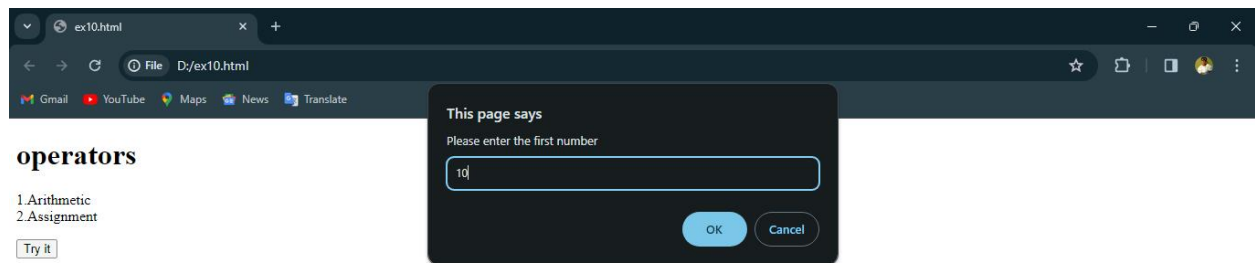 ex10.html
File D:/ex10.html
Gmail YouTube Maps News Translate
This page says
Please enter the first number
10
OK Cancel
operators
1.Arithmetic
2.Assignment
Try it